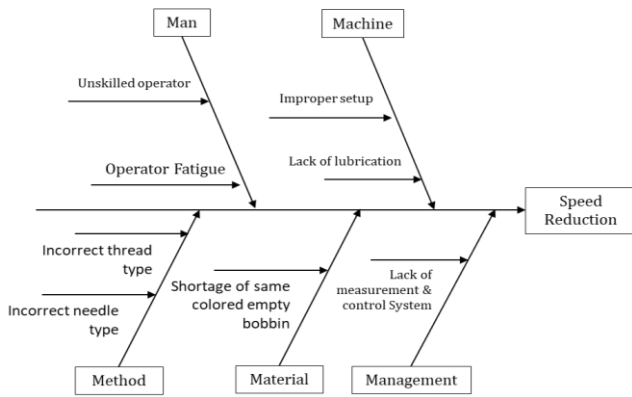 Man
Machine
Unskilled operator
Improper setup
Operator Fatigue
Lack of lubrication
Speed
Reduction
Incorrect thread
type
Incorrect needle
type
Shortage of same
colored empty
bobbin
Lack of
measurement &
control System
Method
Material
Management